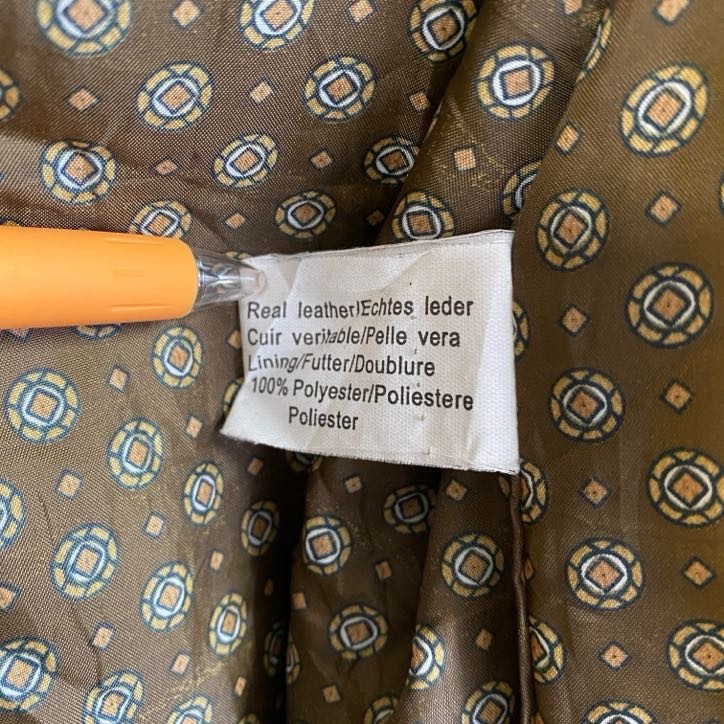 Real leather/Echtes leder
Cuir veritable/Pelle vera
Lining/Futter/Doublure
100% Polyester/Poliestere
Poliester